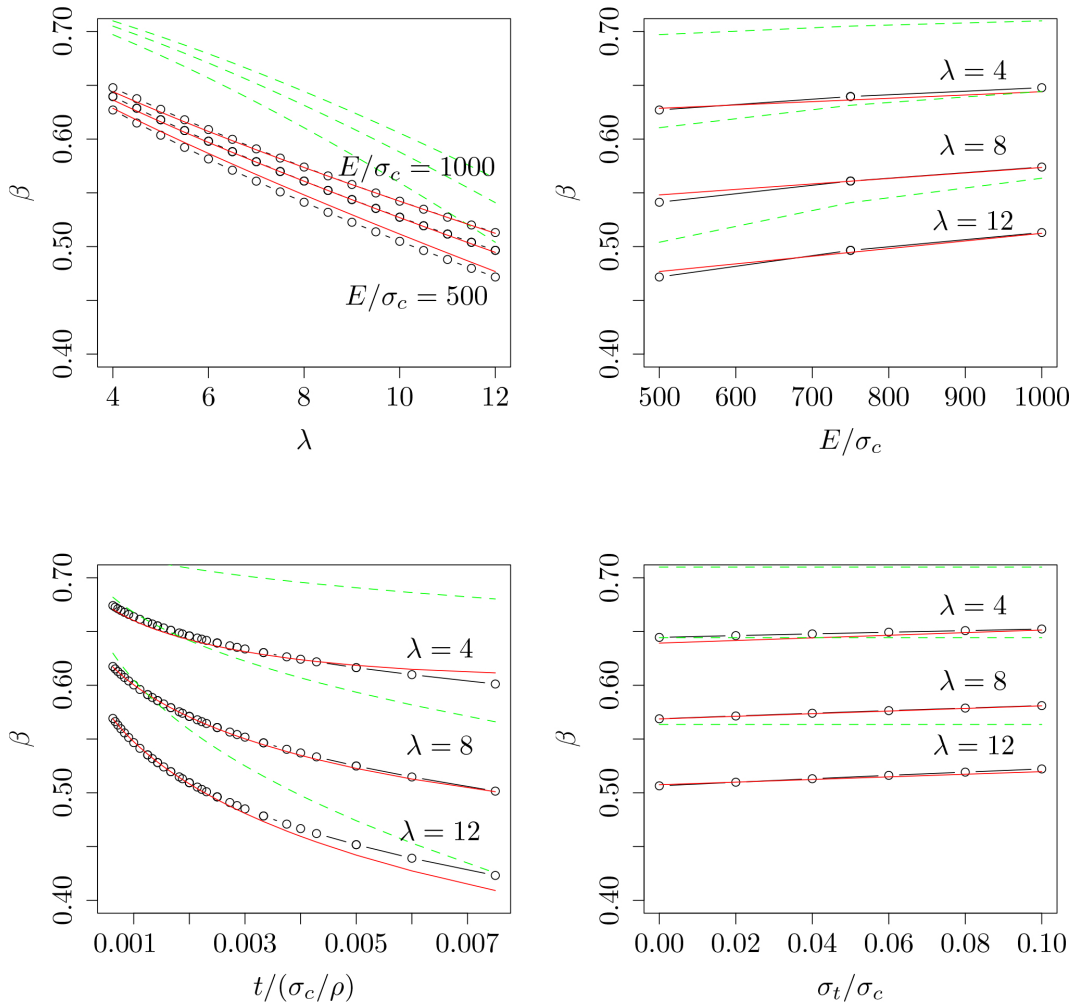 0.70
0.60
0.50
0.40
β
E/σc = 1000
E/σc = 500
4 6 8 10 12
λ
0.70
0.60
0.50
0.40
β
λ = 4
λ = 8
λ = 12
500 600 700 800 900 1000
E/σc
0.70
0.60
0.50
0.40
β
λ = 4
λ = 8
λ = 12
0.001 0.003 0.005 0.007
t/(σc/ρ)
0.70
0.60
0.50
0.40
β
λ = 4
λ = 8
λ = 12
0.00 0.02 0.04 0.06 0.08 0.10
σt/σc